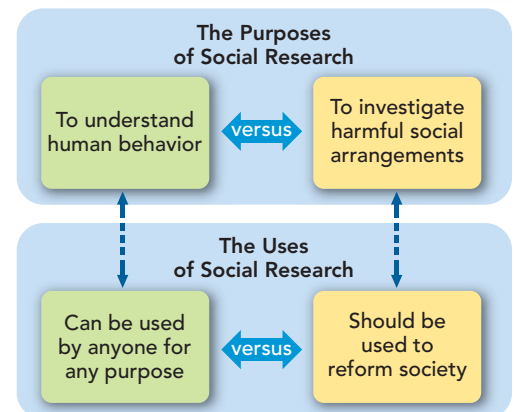 The Purposes
of Social Research
To understand
human behavior
versus
To investigate
harmful social
arrangements
The Uses
of Social Research
Can be used
by anyone for
any purpose
versus
Should be
used to
reform society